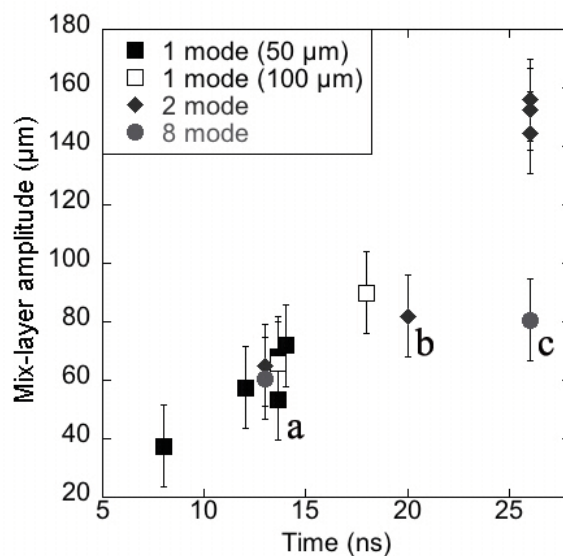 180
160
140
120
100
80
60
40
20
Mix-layer amplitude (µm)
1 mode (50 µm)
1 mode (100 µm)
2 mode
8 mode
a
b
c
5
10
15
20
25
Time (ns)